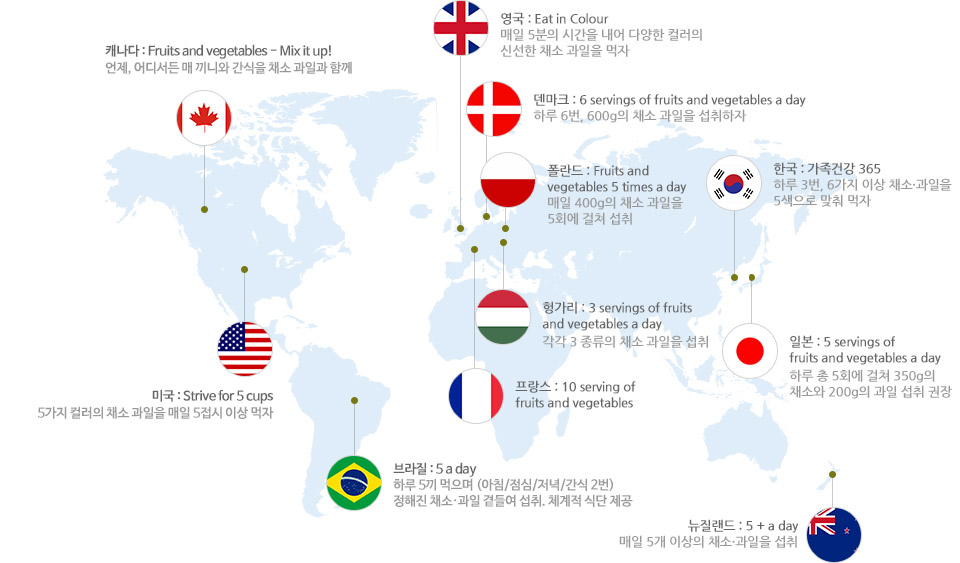 영국 : Eat in Colour
매일 5분의 시간을 내어 다양한 컬러의
신선한 채소 과일을 먹자
캐나다 : Fruits and vegetables - Mix it up!
언제, 어디서든 매 끼니와 간식을 채소 과일과 함께
덴마크 : 6 servings of fruits and vegetables a day
하루 6번, 600g의 채소 과일을 섭취하자
폴란드 : Fruits and
vegetables 5 times a day
매일 400g의 채소 과일을
5회에 걸쳐 섭취
한국 : 가족건강 365
하루 3번, 6가지 이상 채소·과일을
5색으로 맞춰 먹자
헝가리 : 3 servings of fruits
and vegetables a day
각각 3 종류의 채소 과일을 섭취
일본 : 5 servings of
fruits and vegetables a day
하루 총 5회에 걸쳐 350g의
채소와 200g의 과일 섭취 권장
미국 : Strive for 5 cups
5가지 컬러의 채소 과일을 매일 5접시 이상 먹자
프랑스 : 10 serving of
fruits and vegetables
브라질 : 5 a day
하루 5끼 먹으며 (아침/점심/저녁/간식 2번)
정해진 채소·과일 곁들여 섭취. 체계적 식단 제공
뉴질랜드 : 5 + a day
매일 5개 이상의 채소·과일을 섭취